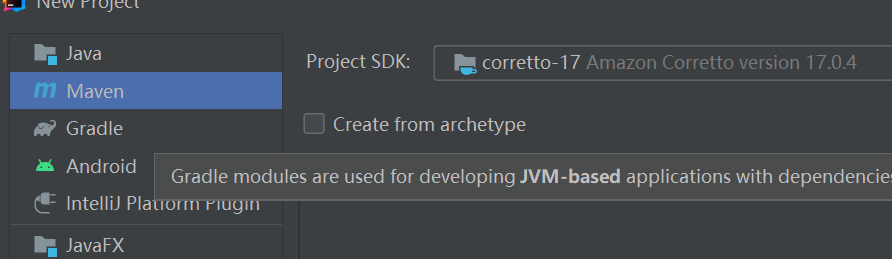 New Project
Java
Maven
Gradle
Android
IntelliJ Platform Plugin
JavaFX
Project SDK: corretto-17 Amazon Corretto version 17.0.4
Create from archetype
Gradle modules are used for developing JVM-based applications with dependencies